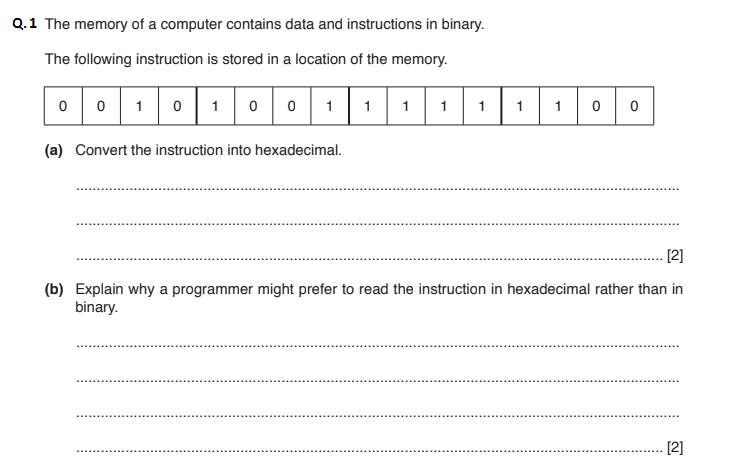 Q.1 The memory of a computer contains data and instructions in binary.
The following instruction is stored in a location of the memory.
0 0 1 0 1 0 0 1 1 1 1 1 1 1 0 0
(a) Convert the instruction into hexadecimal.
[2]
(b) Explain why a programmer might prefer to read the instruction in hexadecimal rather than in
binary.
[2]